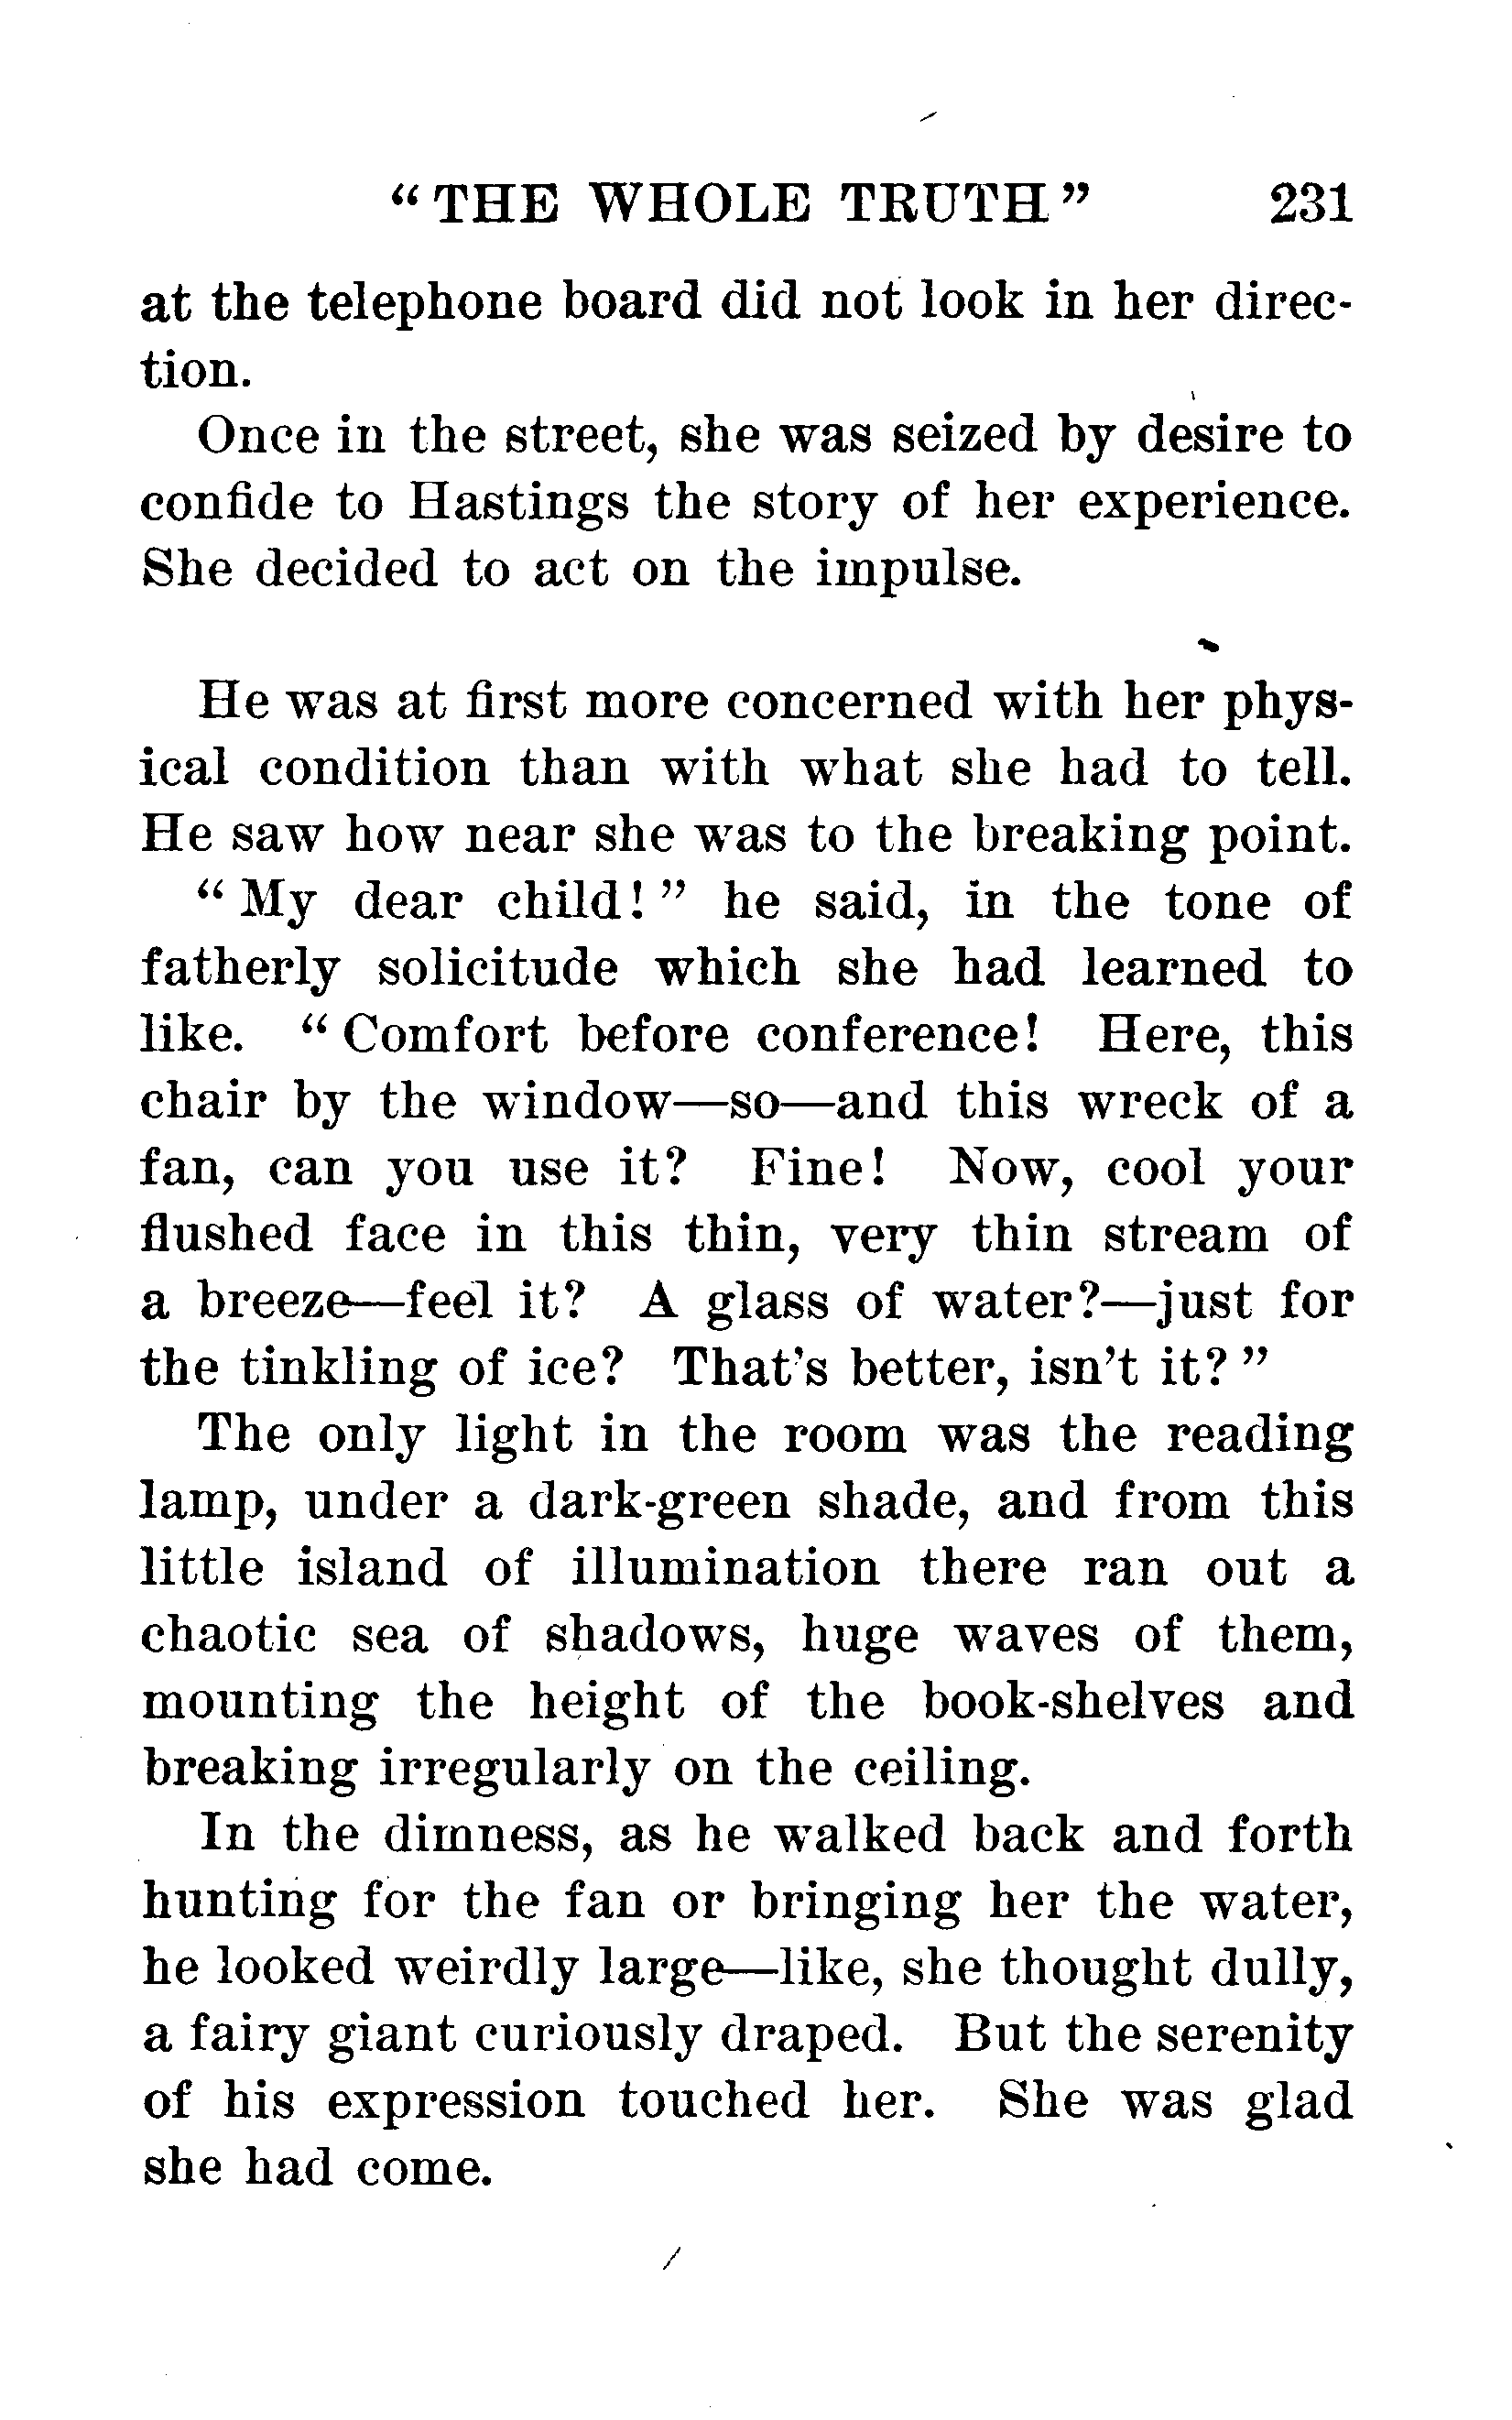 “ THE WHOLE TRUTH ” 231
at the telephone board did not look in her direc-
tion.
Once in the street, she was seized by desire to
confide to Hastings the story of her experience.
She decided to act on the impulse.
He was at first more concerned with her phys-
ical condition than with what she had to tell.
He saw how near she was to the breaking point.
“ My dear child! ” he said, in the tone of
fatherly solicitude which she had learned to
like. “ Comfort before conference! Here, this
chair by the window—so—and this wreck of a
fan, can you use it? Fine! Now, cool your
flushed face in this thin, very thin stream of
a breeze—feel it? A glass of water?—just for
the tinkling of ice? That's better, isn't it? ”
The only light in the room was the reading
lamp, under a dark-green shade, and from this
little island of illumination there ran out a
chaotic sea of shadows, huge waves of them,
mounting the height of the book-shelves and
breaking irregularly on the ceiling.
In the dimness, as he walked back and forth
hunting for the fan or bringing her the water,
he looked weirdly large—like, she thought dully,
a fairy giant curiously draped. But the serenity
of his expression touched her. She was glad
she had come.